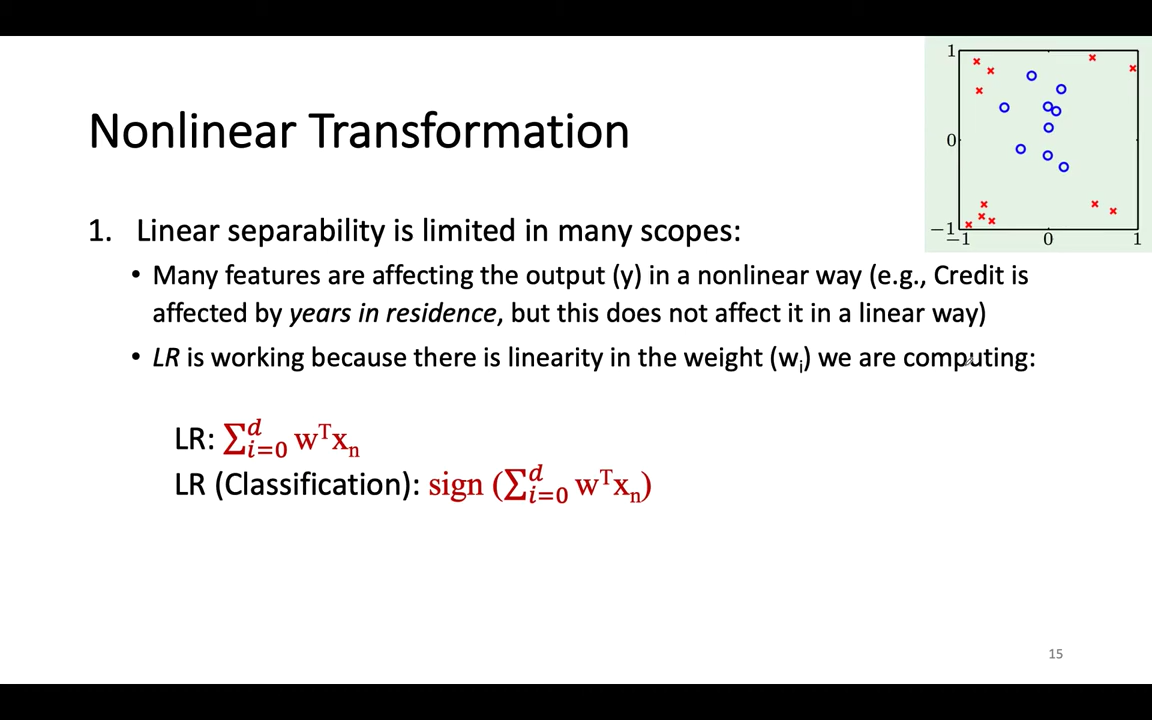 Nonlinear Transformation
1
0
−1
−1
0
1
1. Linear separability is limited in many scopes:
• Many features are affecting the output (y) in a nonlinear way (e.g., Credit is
affected by years in residence, but this does not affect it in a linear way)
• LR is working because there is linearity in the weight (wᵢ) we are computing:
LR: ∑ᵢ₌₀ᵈ wᵀxₙ
LR (Classification): sign (∑ᵢ₌₀ᵈ wᵀxₙ)
15